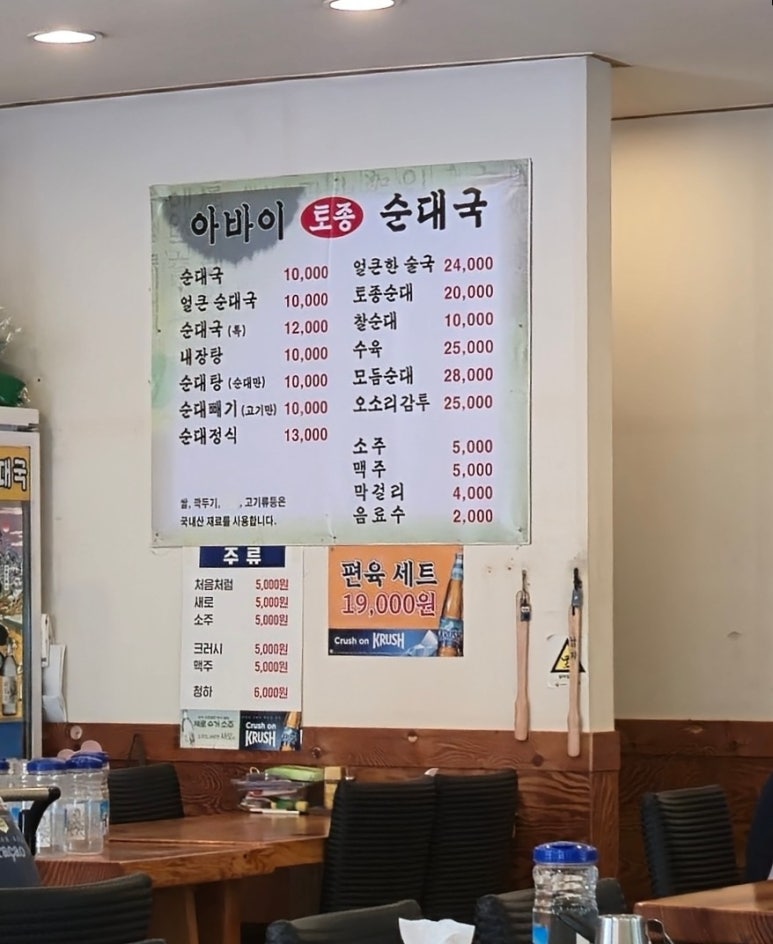 아바이 토종 순대국
순대국 10,000
얼큰 순대국 10,000
순대국 (특) 12,000
내장탕 10,000
순대탕 (순대만) 10,000
순대빼기 (고기만) 10,000
순대정식 13,000
얼큰한 술국 24,000
토종순대 20,000
찰순대 10,000
수육 25,000
모듬순대 28,000
오소리감투 25,000
소주 5,000
맥주 5,000
막걸리 4,000
음료수 2,000
쌀, 깍두기, , 고기류등은
국내산 재료를 사용합니다.
주류
처음처럼 5,000원
새로 5,000원
소주 5,000원
크러시 5,000원
맥주 5,000원
청하 6,000원
Crush on
KRUSH
편육 세트
19,000원
Crush on KRUSH
대국